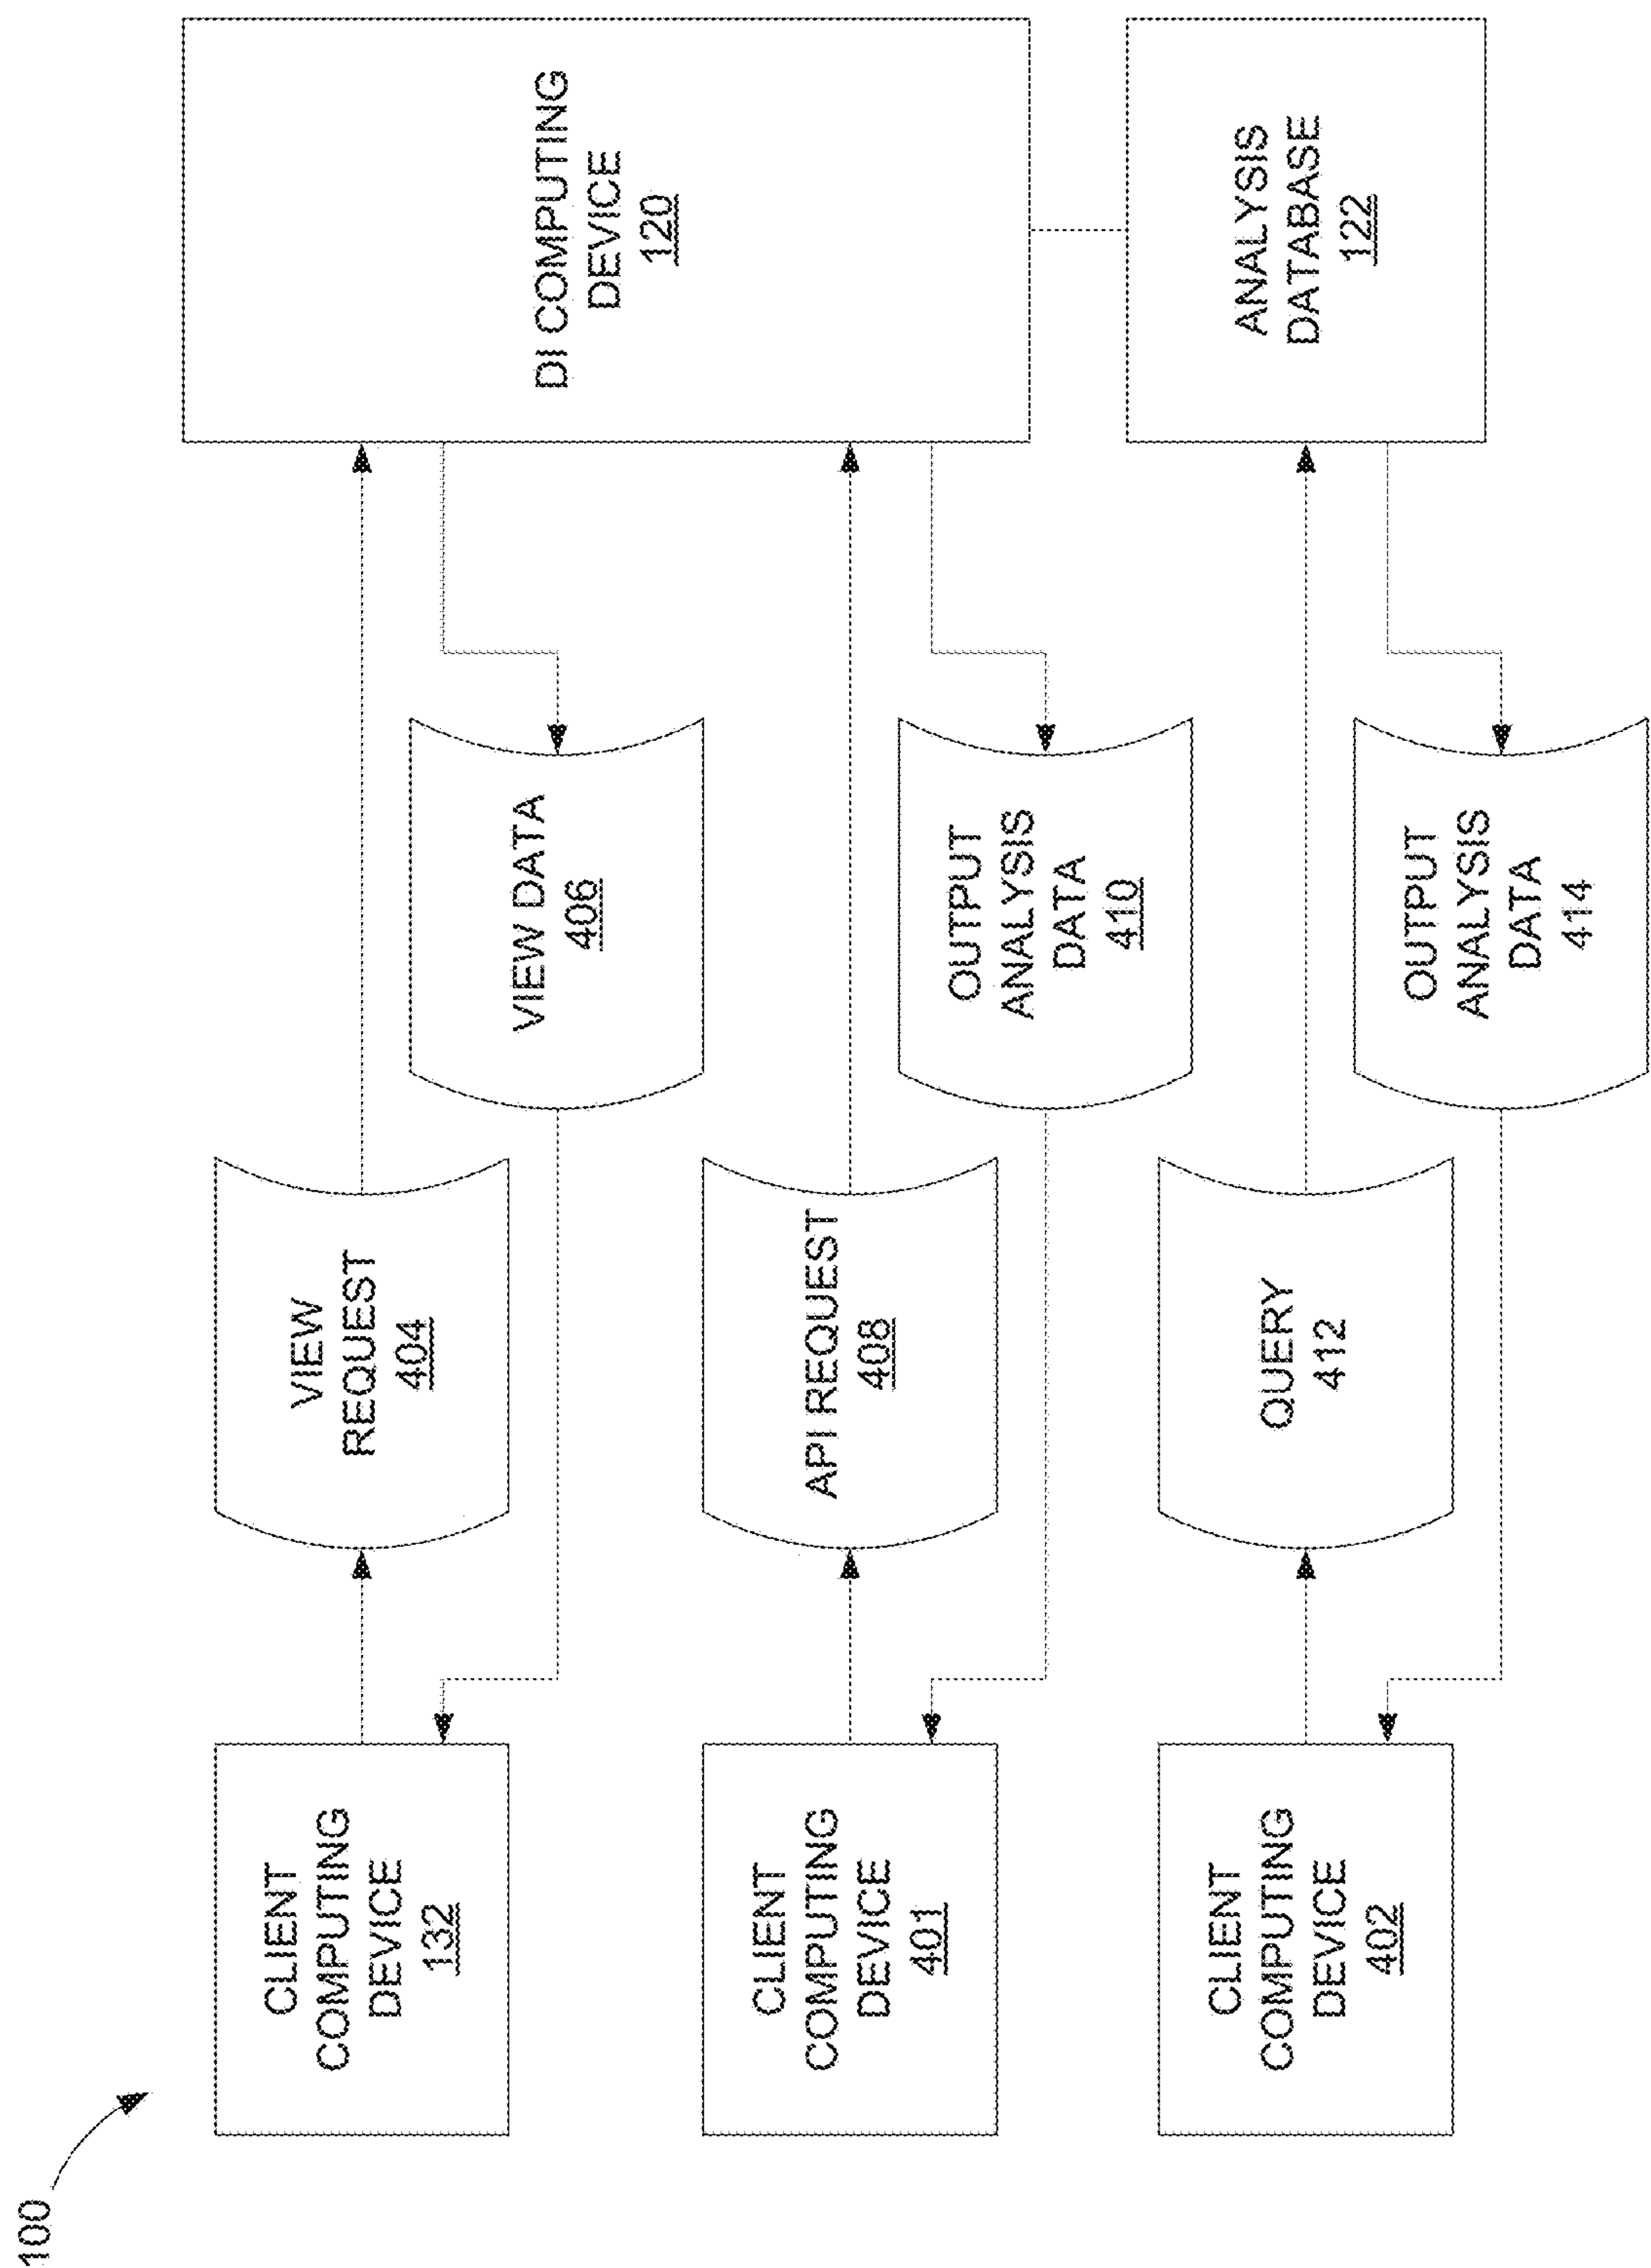 100
CLIENT
COMPUTING
DEVICE
132
VIEW
REQUEST
404
VIEW DATA
406
DI COMPUTING
DEVICE
120
CLIENT
COMPUTING
DEVICE
401
API REQUEST
408
OUTPUT
ANALYSIS
DATA
410
CLIENT
COMPUTING
DEVICE
402
QUERY
412
OUTPUT
ANALYSIS
DATA
414
ANALYSIS
DATABASE
122